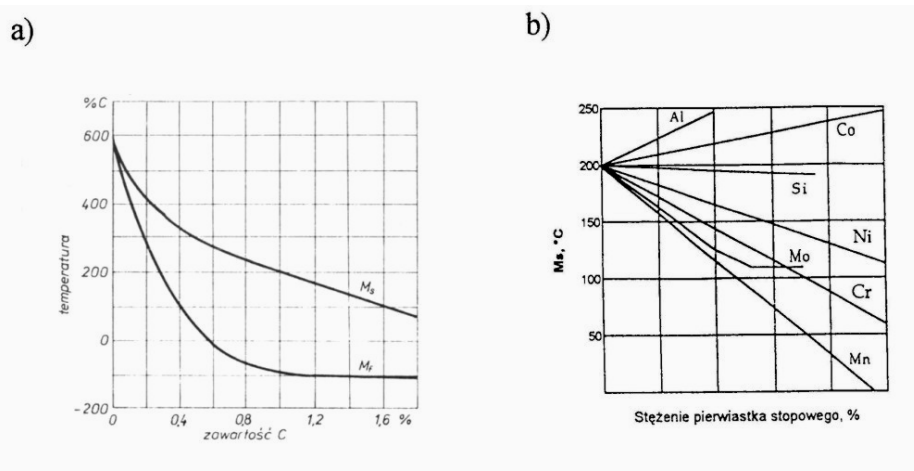 a)
b)
%C
600
400
200
0
-200
temperatura
Ms
Mf
0
0,4
0,8
1,2
1,6
%
zawartość C
250
200
150
100
50
Ms, °C
Al
Co
Si
Ni
Mo
Cr
Mn
Stężenie pierwiastka stopowego, %